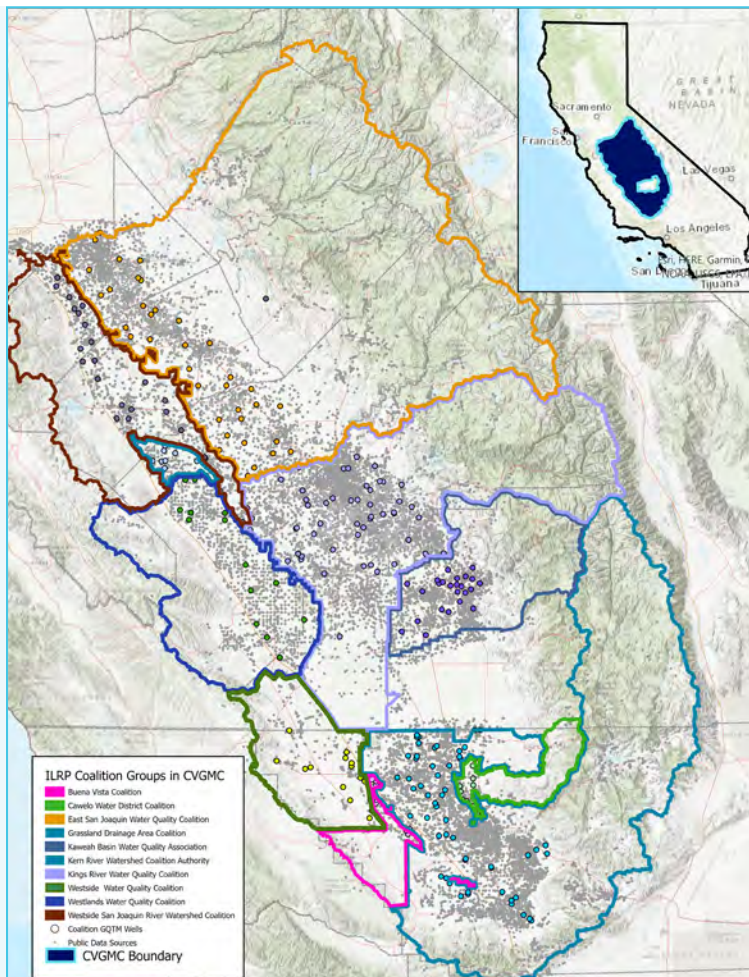 GREAT
BASIN
NEVADA
Sacramento
San
Francisco
Las Vegas
Los Angeles
Esri, HERE, Garmin,
Tijuana
ILRP Coalition Groups in CVGMC
Buena Vista Coalition
Cawelo Water District Coalition
East San Joaquin Water Quality Coalition
Grassland Drainage Area Coalition
Kaweah Basin Water Quality Association
Kern River Watershed Coalition Authority
Kings River Water Quality Coalition
Westside Water Quality Coalition
Westlands Water Quality Coalition
Westside San Joaquin River Watershed Coalition
Coalition GQTM Wells
Public Data Sources
CVGMC Boundary